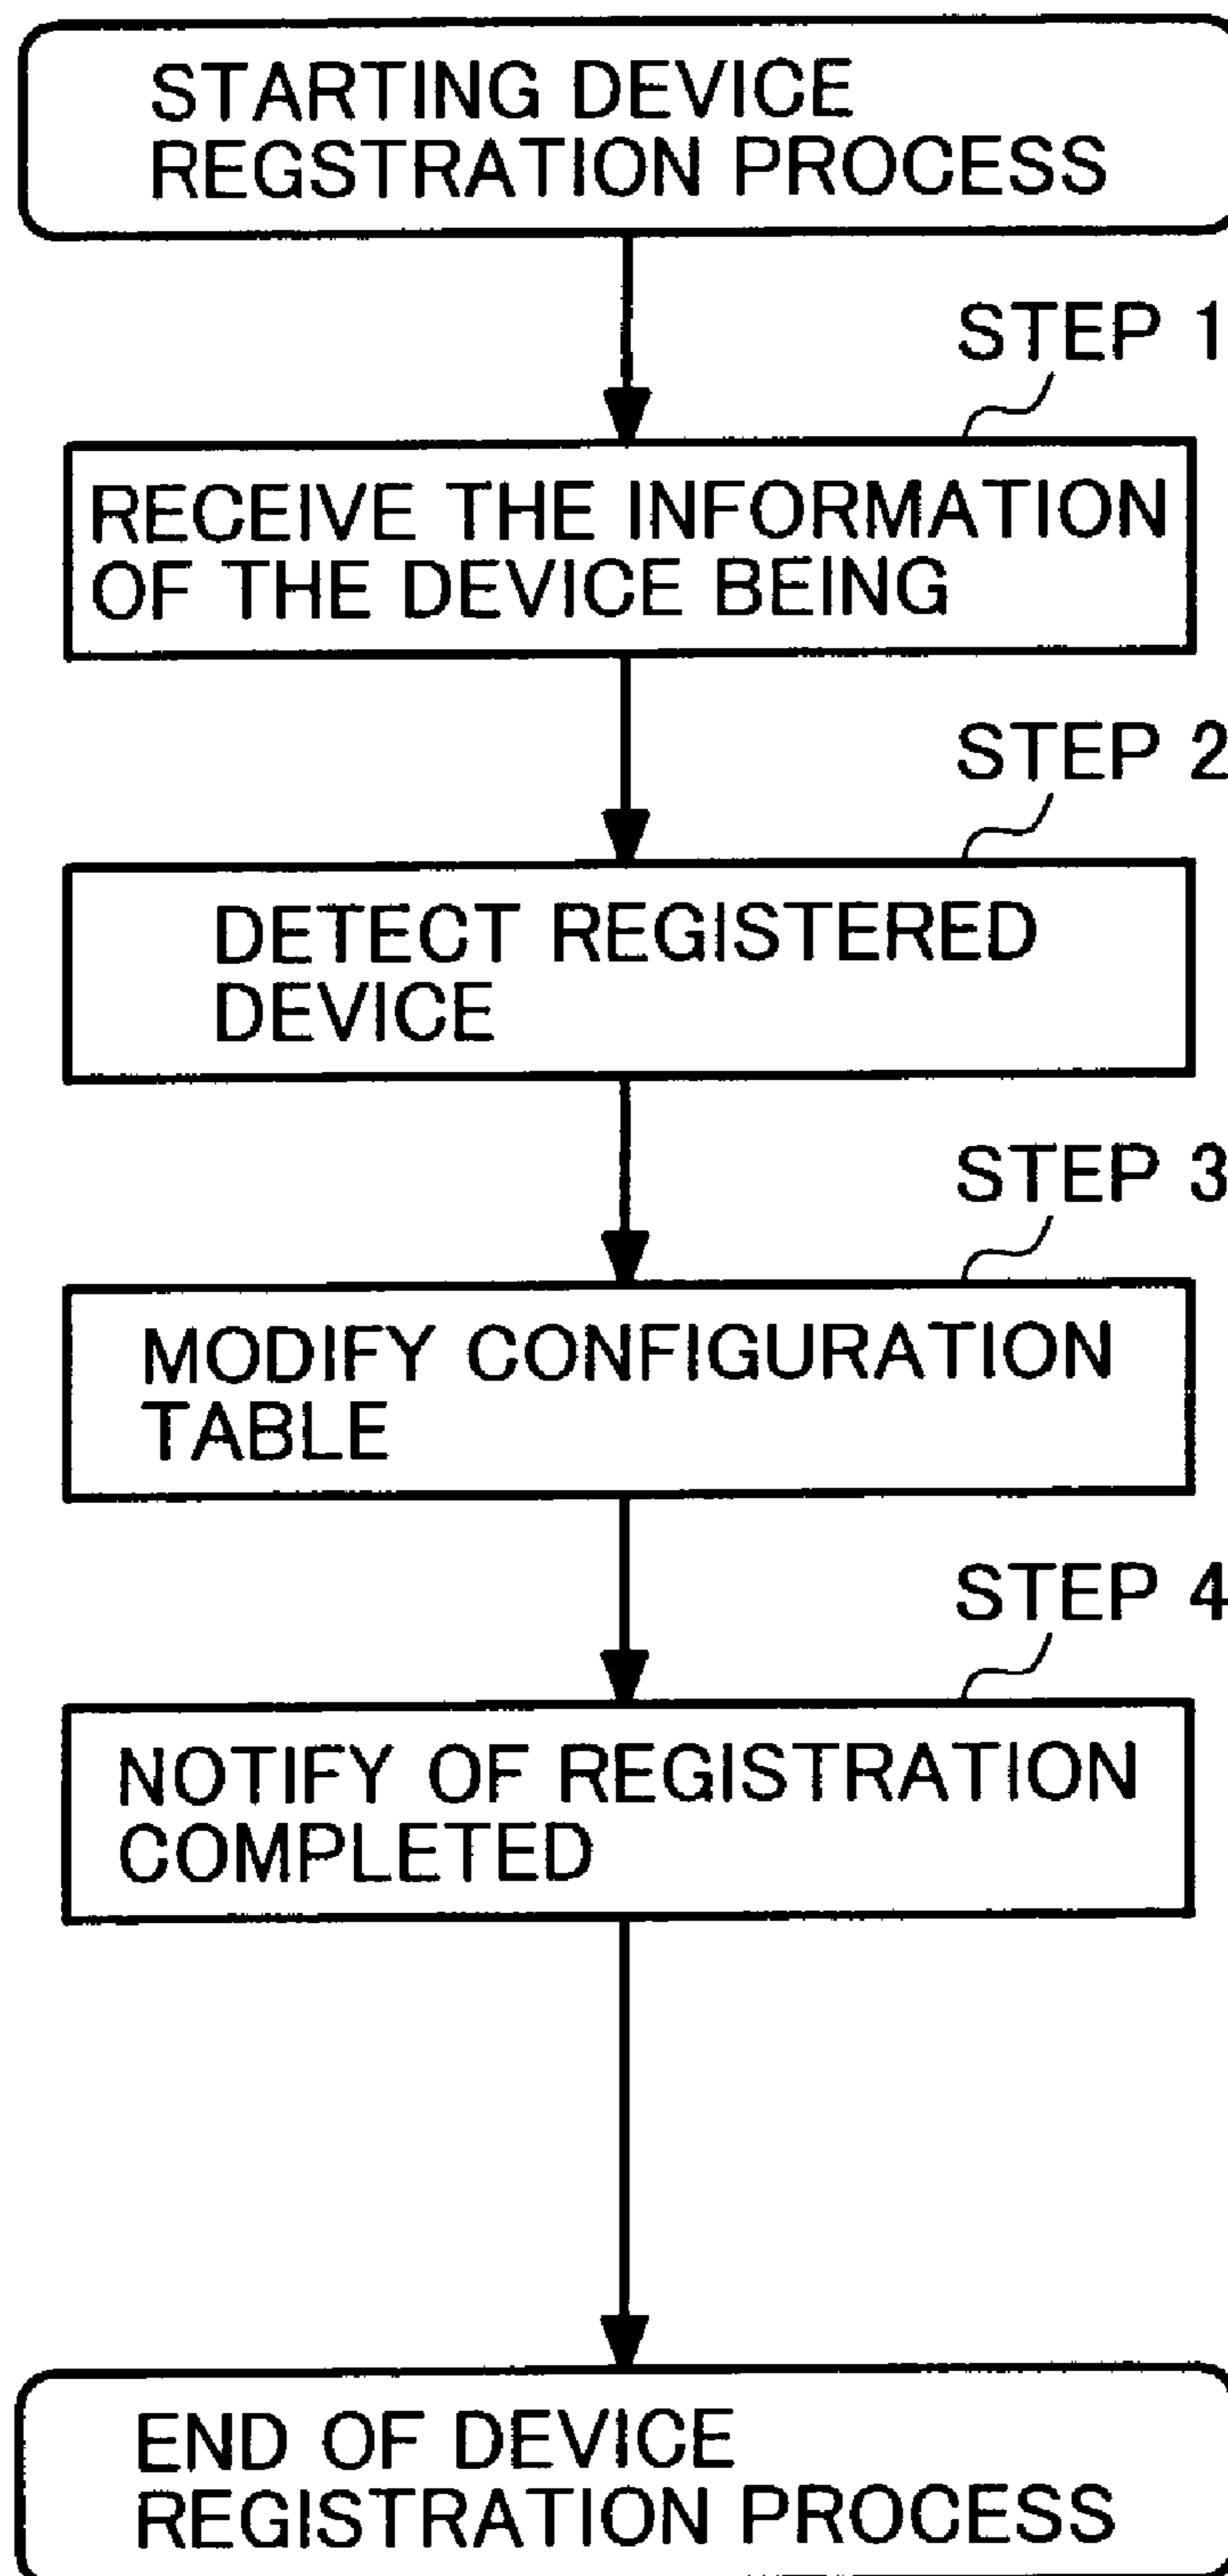 STARTING DEVICE
REGSTRATION PROCESS
STEP 1
RECEIVE THE INFORMATION
OF THE DEVICE BEING
STEP 2
DETECT REGISTERED
DEVICE
STEP 3
MODIFY CONFIGURATION
TABLE
STEP 4
NOTIFY OF REGISTRATION
COMPLETED
END OF DEVICE
REGISTRATION PROCESS